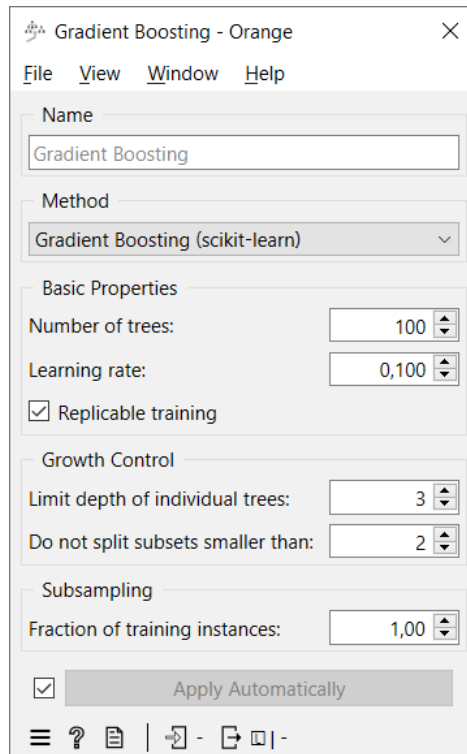 Gradient Boosting - Orange
File View Window Help
Name
Gradient Boosting
Method
Gradient Boosting (scikit-learn)
Basic Properties
Number of trees: 100
Learning rate: 0,100
Replicable training
Growth Control
Limit depth of individual trees: 3
Do not split subsets smaller than: 2
Subsampling
Fraction of training instances: 1,00
Apply Automatically
? | - L | -